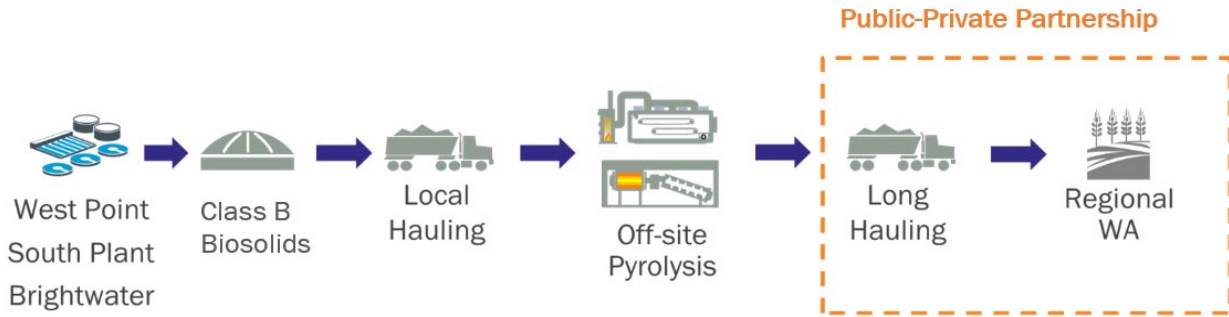 Public-Private Partnership
West Point
South Plant
Brightwater
Class B
Biosolids
Local
Hauling
Off-site
Pyrolysis
Long
Hauling
Regional
WA